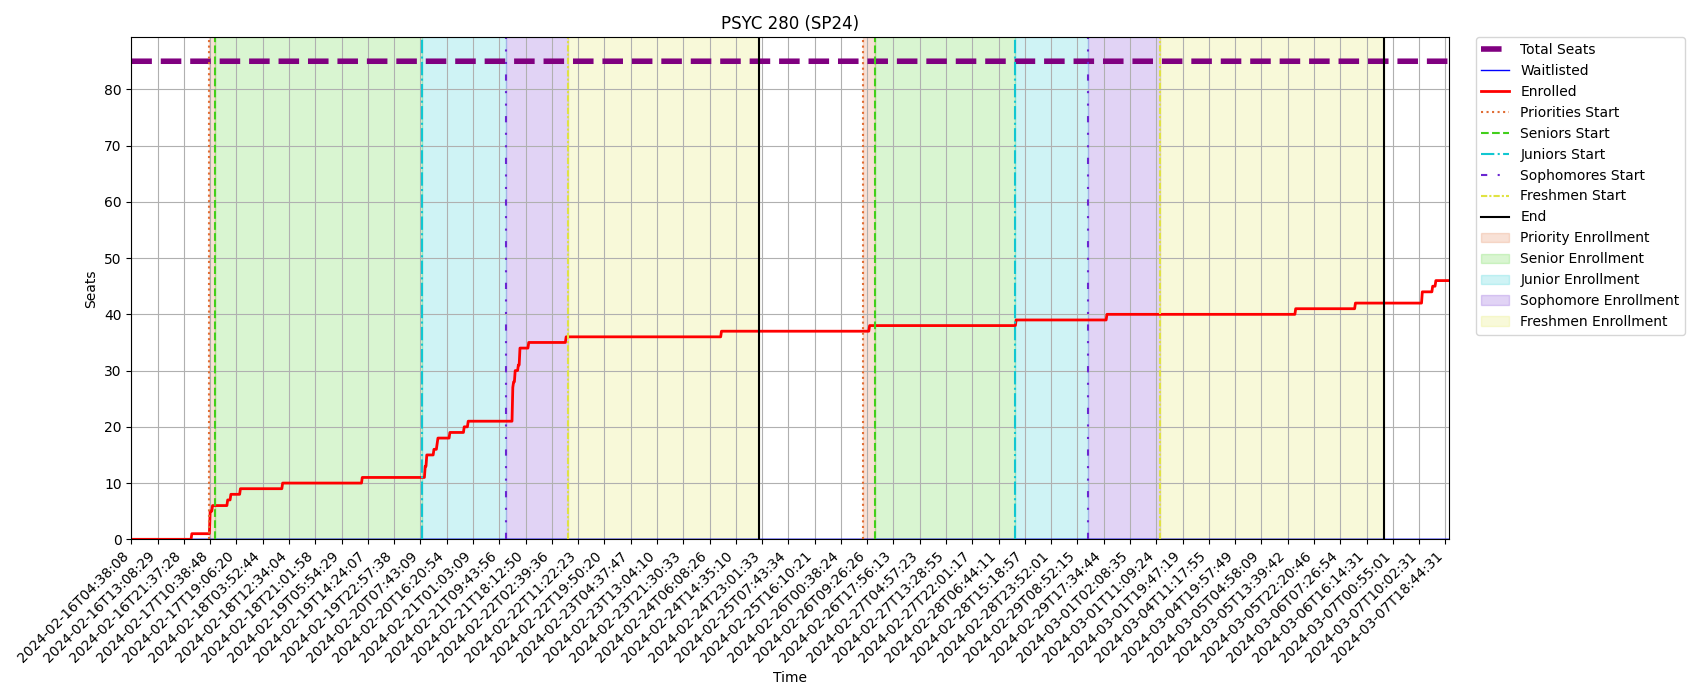 PSYC 280 (SP24)
Total Seats
Waitlisted
Enrolled
Priorities Start
Seniors Start
Juniors Start
Sophomores Start
Freshmen Start
End
Priority Enrollment
Senior Enrollment
Junior Enrollment
Sophomore Enrollment
Freshmen Enrollment
Seats
80
70
60
50
40
30
20
10
0
2024-02-16T04:38:08
2024-02-16T13:08:29
2024-02-16T21:37:28
2024-02-17T10:38:48
2024-02-17T19:06:20
2024-02-18T03:52:44
2024-02-18T12:34:04
2024-02-18T21:01:58
2024-02-19T05:54:29
2024-02-19T14:24:07
2024-02-19T22:57:38
2024-02-20T07:43:09
2024-02-20T16:20:54
2024-02-21T01:03:09
2024-02-21T09:43:56
2024-02-21T18:12:50
2024-02-22T02:39:36
2024-02-22T11:22:23
2024-02-22T19:50:20
2024-02-23T04:37:47
2024-02-23T13:04:10
2024-02-23T21:30:33
2024-02-24T06:08:26
2024-02-24T14:35:10
2024-02-24T23:01:33
2024-02-25T07:43:34
2024-02-25T16:10:21
2024-02-26T00:38:24
2024-02-26T09:26:26
2024-02-26T17:56:13
2024-02-27T04:57:23
2024-02-27T13:28:55
2024-02-27T22:01:17
2024-02-28T06:44:11
2024-02-28T15:18:57
2024-02-28T23:52:01
2024-02-29T08:52:15
2024-02-29T17:34:44
2024-03-01T02:08:35
2024-03-01T11:09:24
2024-03-01T19:47:19
2024-03-04T11:17:55
2024-03-04T19:57:49
2024-03-05T04:58:09
2024-03-05T13:39:42
2024-03-05T22:20:46
2024-03-06T07:26:54
2024-03-06T16:14:31
2024-03-07T00:55:01
2024-03-07T10:02:31
2024-03-07T18:44:31
Time